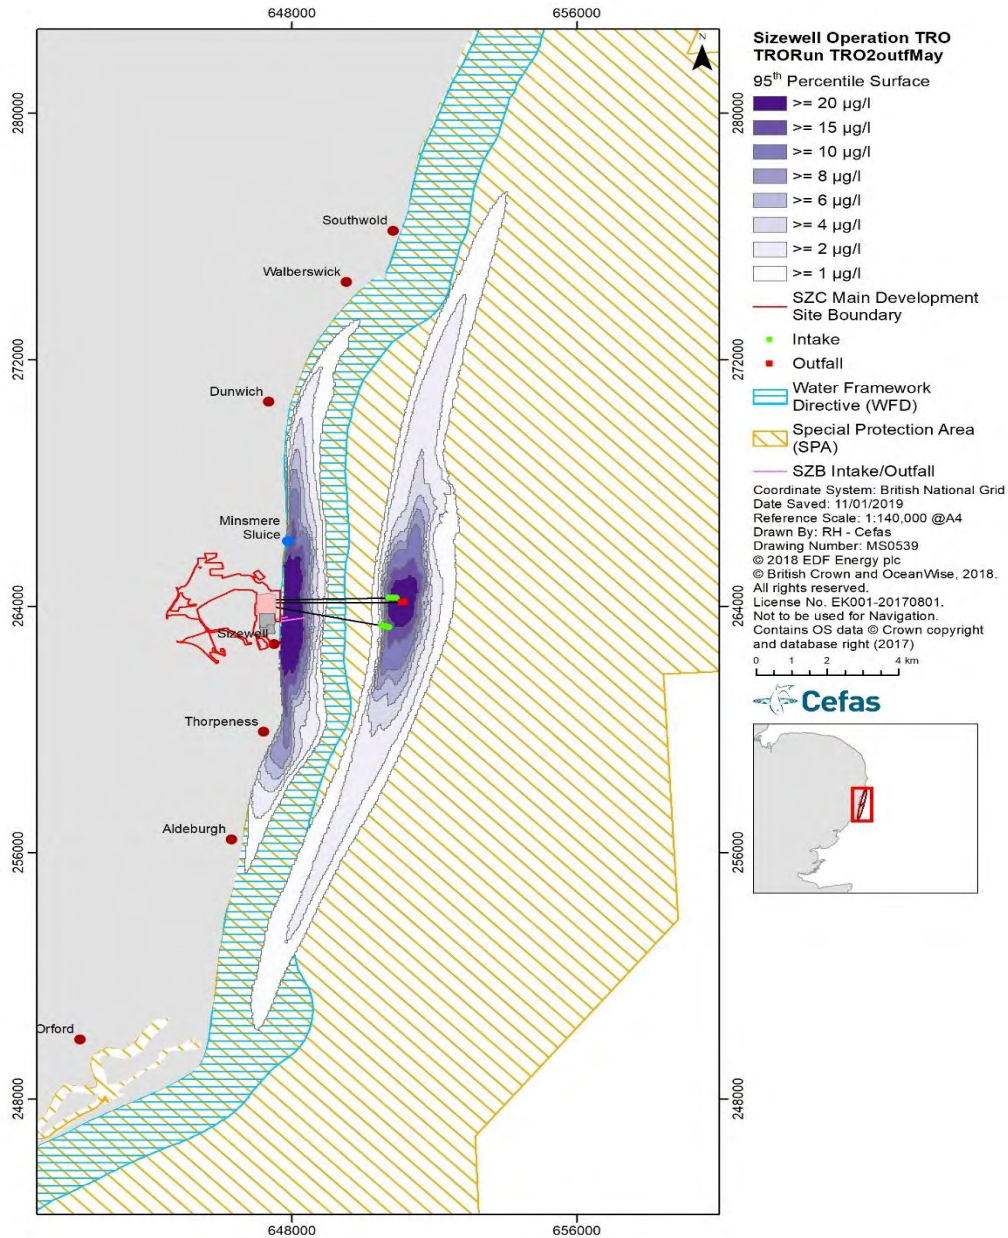 648000
656000
280000
272000
264000
256000
248000
280000
272000
264000
256000
248000
648000
656000
N
Southwold
Walberswick
Dunwich
Minsmere
Sluice
Sizewell
Thorpeness
Aldeburgh
Orford
Sizewell Operation TRO
TRORun TRO2outfMay
95th Percentile Surface
>= 20 µg/l
>= 15 µg/l
>= 10 µg/l
>= 8 µg/l
>= 6 µg/l
>= 4 µg/l
>= 2 µg/l
>= 1 µg/l
SZC Main Development
Site Boundary
Intake
Outfall
Water Framework
Directive (WFD)
Special Protection Area
(SPA)
SZB Intake/Outfall
Coordinate System: British National Grid
Date Saved: 11/01/2019
Reference Scale: 1:140,000 @A4
Drawn By: RH - Cefas
Drawing Number: MS0539
© 2018 EDF Energy plc
© British Crown and OceanWise, 2018.
All rights reserved.
License No. EK001-20170801.
Not to be used for Navigation.
Contains OS data © Crown copyright
and database right (2017)
0 1 2 4 km
Cefas